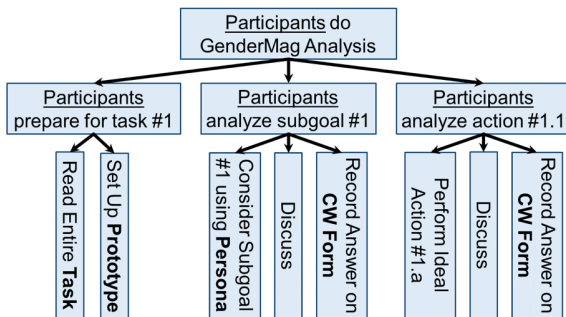 Participants do
GenderMag Analysis
Participants
prepare for task #1
Participants
analyze subgoal #1
Participants
analyze action #1.1
Read Entire Task
Set Up Prototype
Consider Subgoal
#1 using Persona
Discuss
Record Answer on
CW Form
Perform Ideal
Action #1.a
Discuss
Record Answer on
CW Form